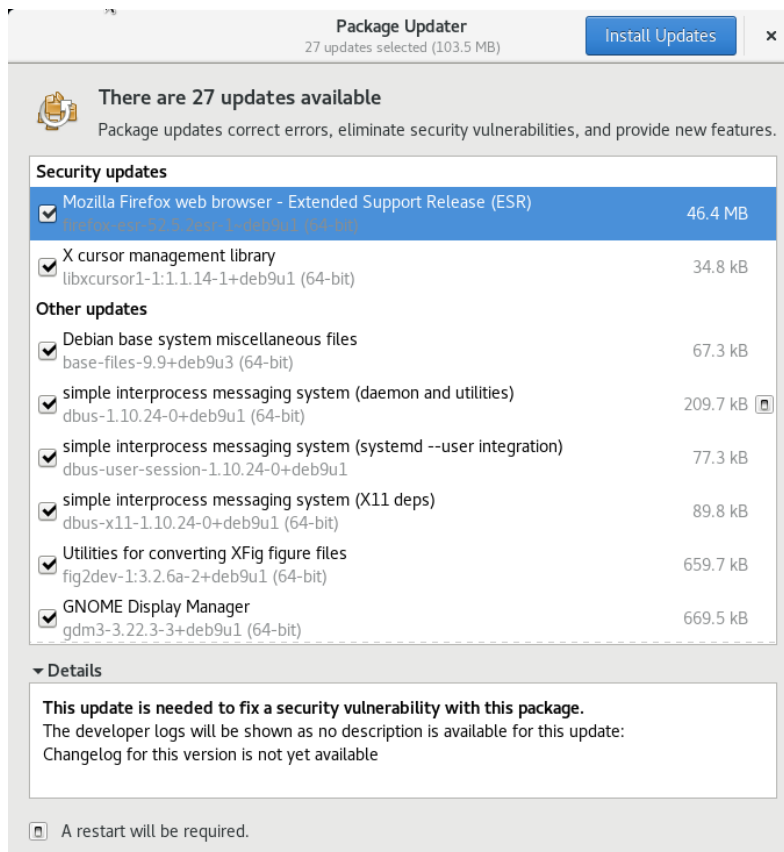 Package Updater
27 updates selected (103.5 MB)
Install Updates
There are 27 updates available
Package updates correct errors, eliminate security vulnerabilities, and provide new features.
Security updates
Mozilla Firefox web browser - Extended Support Release (ESR)
firefox-esr-52.5.2esr-1~deb9u1 (64-bit)
46.4 MB
X cursor management library
libxcursor1-1:1.1.14-1+deb9u1 (64-bit)
34.8 kB
Other updates
Debian base system miscellaneous files
base-files-9.9+deb9u3 (64-bit)
67.3 kB
simple interprocess messaging system (daemon and utilities)
dbus-1.10.24-0+deb9u1 (64-bit)
209.7 kB
simple interprocess messaging system (systemd --user integration)
dbus-user-session-1.10.24-0+deb9u1
77.3 kB
simple interprocess messaging system (X11 deps)
dbus-x11-1.10.24-0+deb9u1 (64-bit)
89.8 kB
Utilities for converting XFig figure files
fig2dev-1:3.2.6a-2+deb9u1 (64-bit)
659.7 kB
GNOME Display Manager
gdm3-3.22.3-3+deb9u1 (64-bit)
669.5 kB
Details
This update is needed to fix a security vulnerability with this package.
The developer logs will be shown as no description is available for this update:
Changelog for this version is not yet available
A restart will be required.